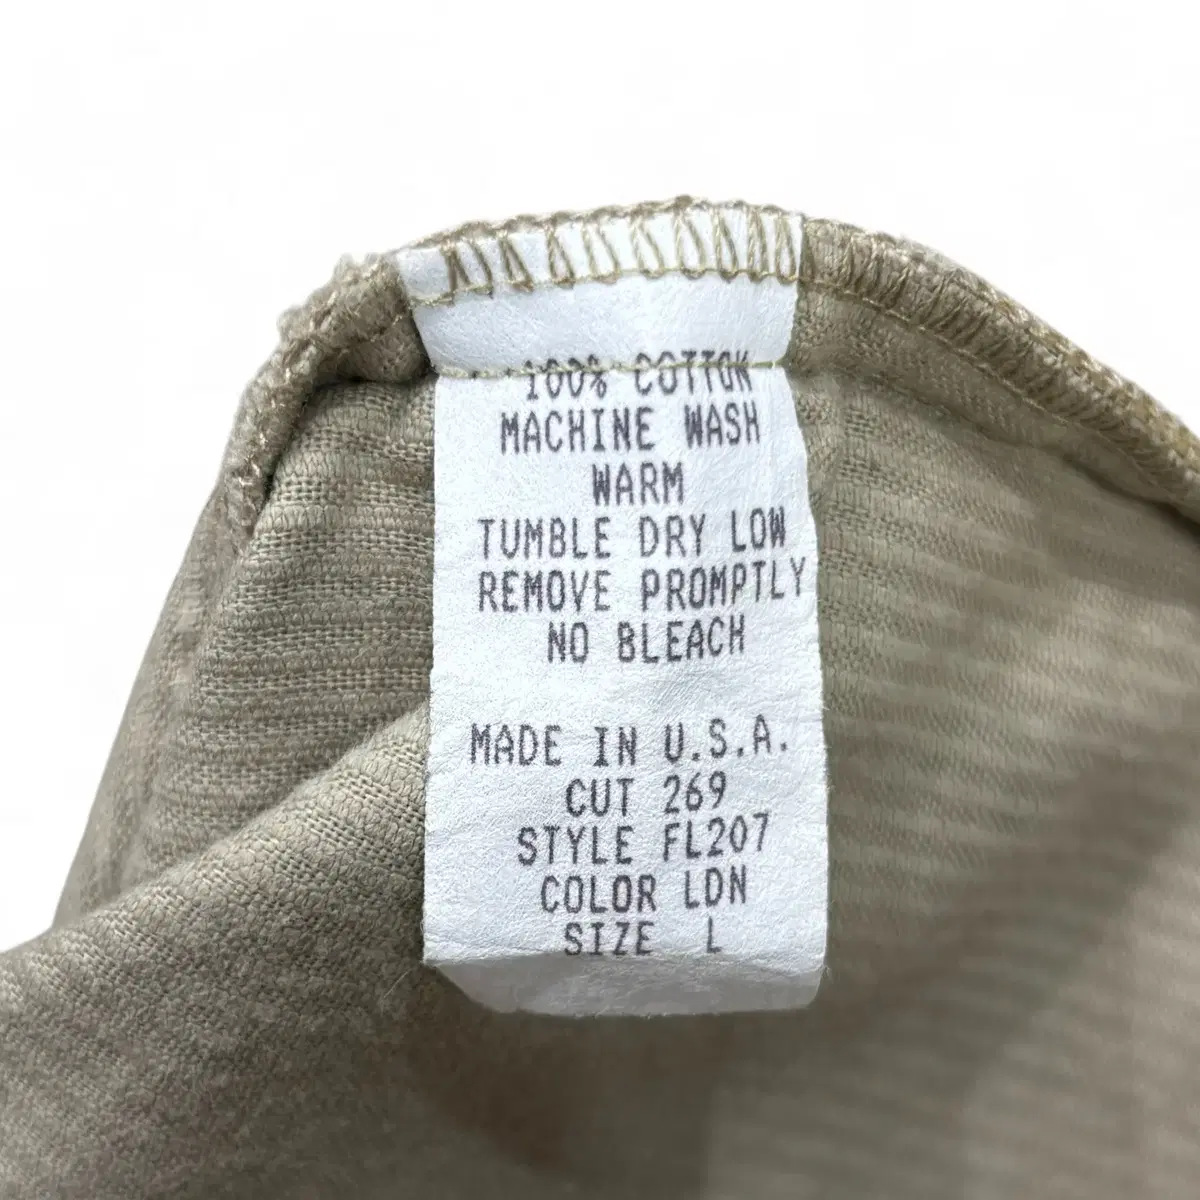 100% COTTON
MACHINE WASH
WARM
TUMBLE DRY LOW
REMOVE PROMPTLY
NO BLEACH
MADE IN U.S.A.
CUT 269
STYLE FL207
COLOR LDN
SIZE L